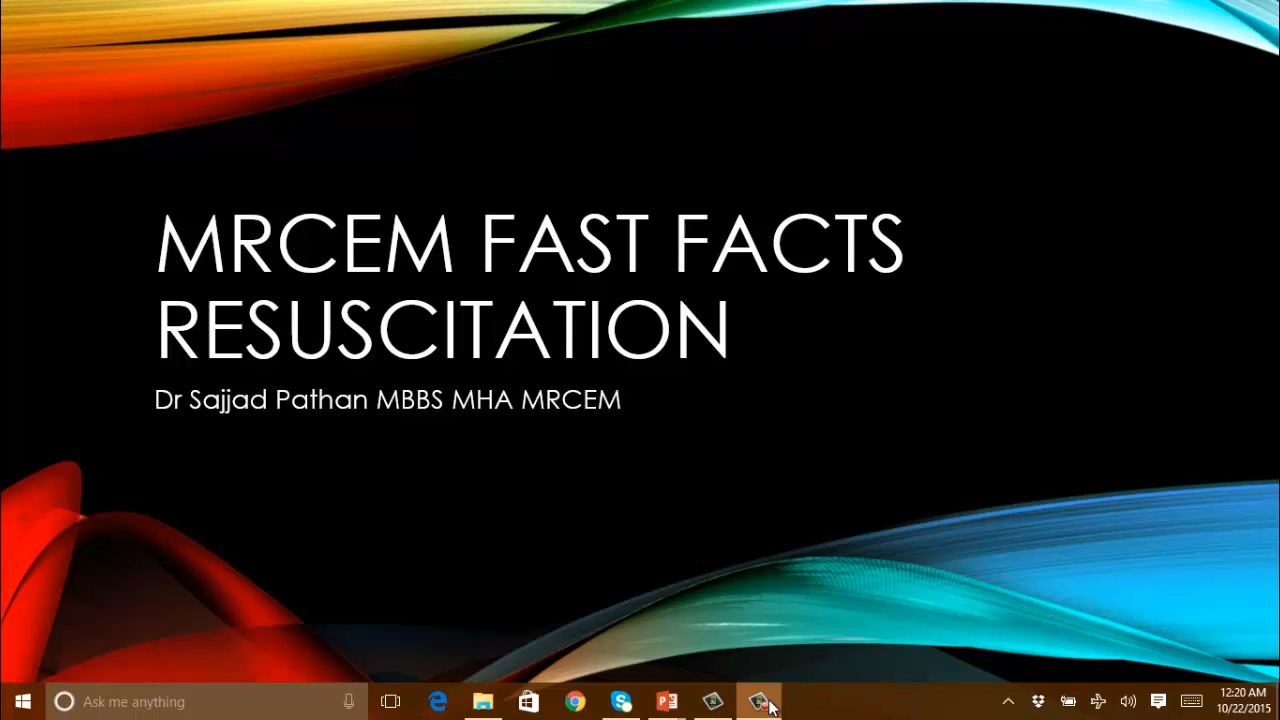 MRCEM FAST FACTS
RESUSCITATION
Dr Sajjad Pathan MBBS MHA MRCEM
Ask me anything
12:20 AM
10/22/2015